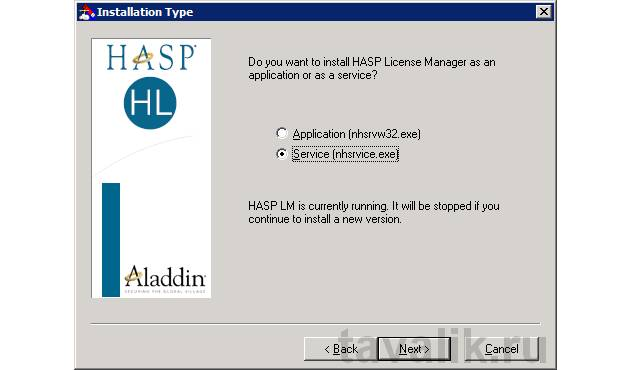 Installation Type
HASP
HL
Do you want to install HASP License Manager as an
application or as a service?
Application (nhsrvw32.exe)
Service (nhsrvice.exe)
HASP LM is currently running. It will be stopped if you
continue to install a new version.
Aladdin
SECURING THE GLOBAL VILLAGE
< Back
Next >
Cancel
tavalik.ru